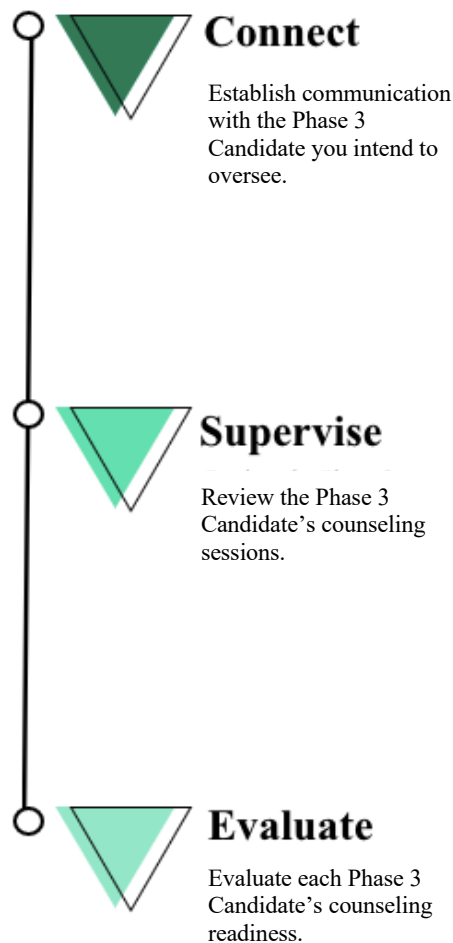 Connect
Establish communication
with the Phase 3
Candidate you intend to
oversee.
Supervise
Review the Phase 3
Candidate’s counseling
sessions.
Evaluate
Evaluate each Phase 3
Candidate’s counseling
readiness.